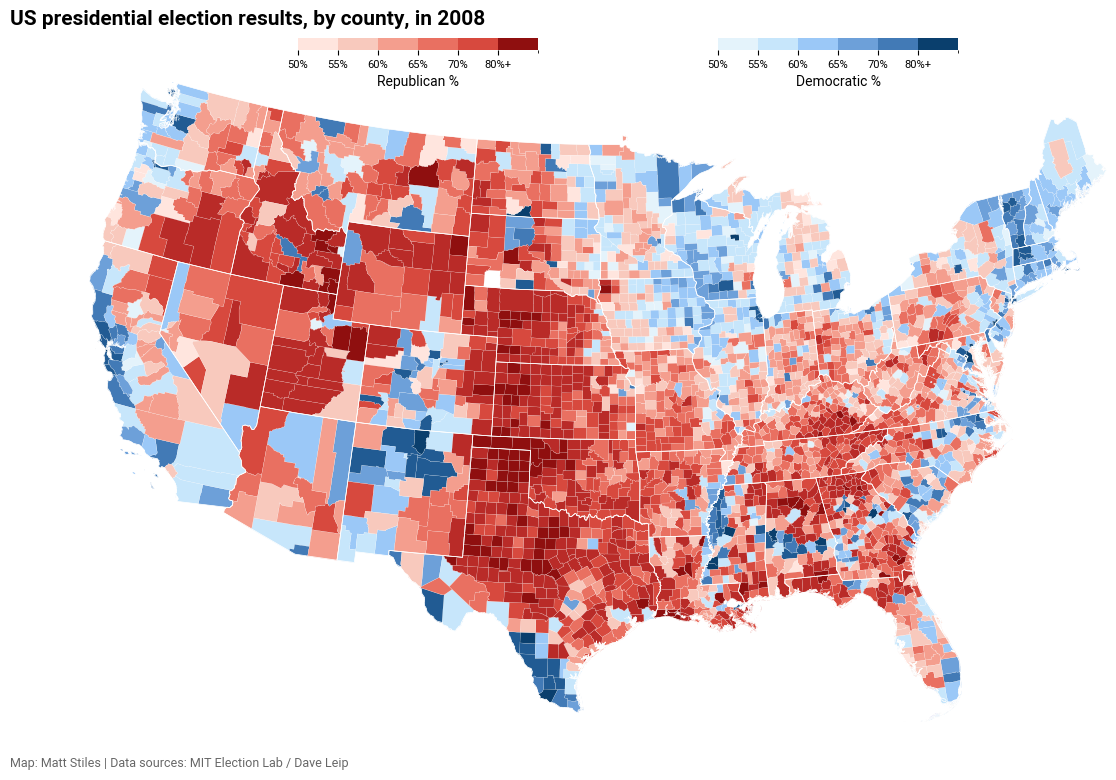 US presidential election results, by county, in 2008
50% 55% 60% 65% 70% 80%+
Republican %
50% 55% 60% 65% 70% 80%+
Democratic %
Map: Matt Stiles | Data sources: MIT Election Lab / Dave Leip